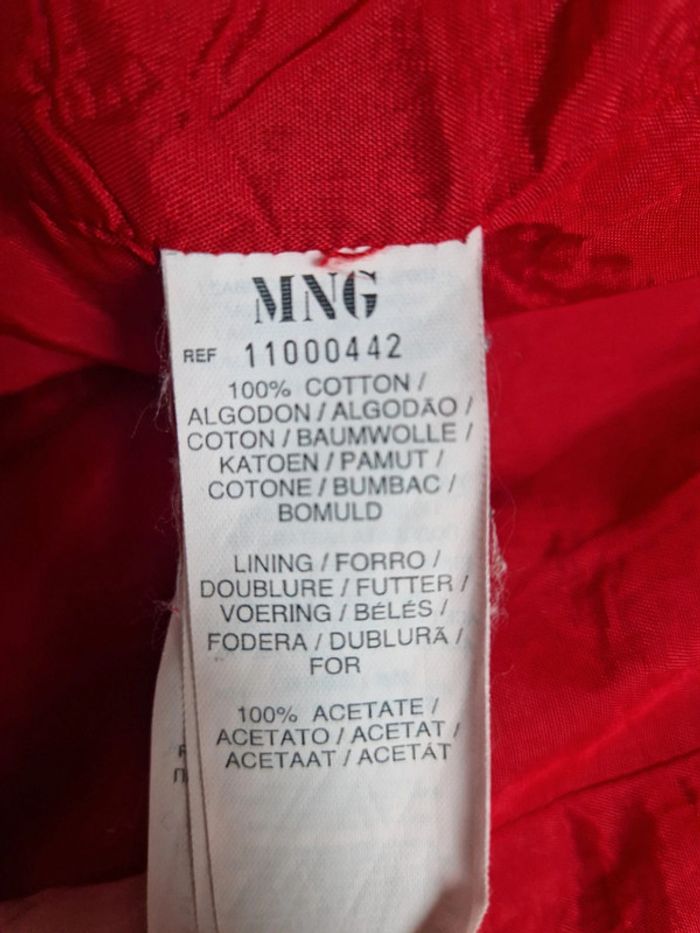 MNG
REF 11000442
100% COTTON /
ALGODON / ALGODÃO /
COTON / BAUMWOLLE /
KATOEN / PAMUT /
COTONE / BUMBAC /
BOMULD
LINING / FORRO /
DOUBLURE / FUTTER /
VOERING / BéLéS /
FODERA / DUBLURÃ /
FOR
100% ACETATE /
ACETATO / ACETAT /
ACETAAT / ACETÁT